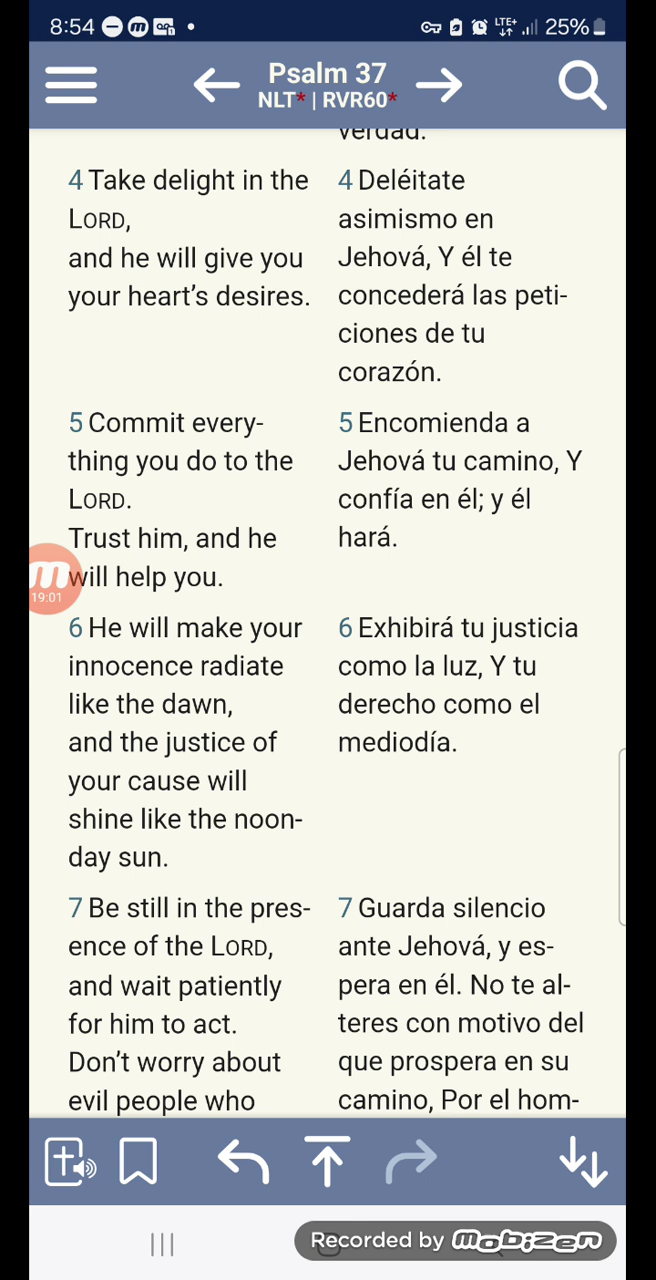 8:54
LTE+
25%
Psalm 37
NLT* | RVR60*
verdad.
4 Take delight in the
LORD,
and he will give you
your heart's desires.
4 Deléitate
asimismo en
Jehová, Y él te
concederá las peti-
ciones de tu
corazón.
5 Commit every-
thing you do to the
LORD.
Trust him, and he
will help you.
5 Encomienda a
Jehová tu camino, Y
confía en él; y él
hará.
m
19:01
6 He will make your
innocence radiate
like the dawn,
and the justice of
your cause will
shine like the noon-
day sun.
6 Exhibirá tu justicia
como la luz, Y tu
derecho como el
mediodía.
7 Be still in the pres-
ence of the LORD,
and wait patiently
for him to act.
Don't worry about
evil people who
7 Guarda silencio
ante Jehová, y es-
pera en él. No te al-
teres con motivo del
que prospera en su
camino, Por el hom-
Recorded by mobizen